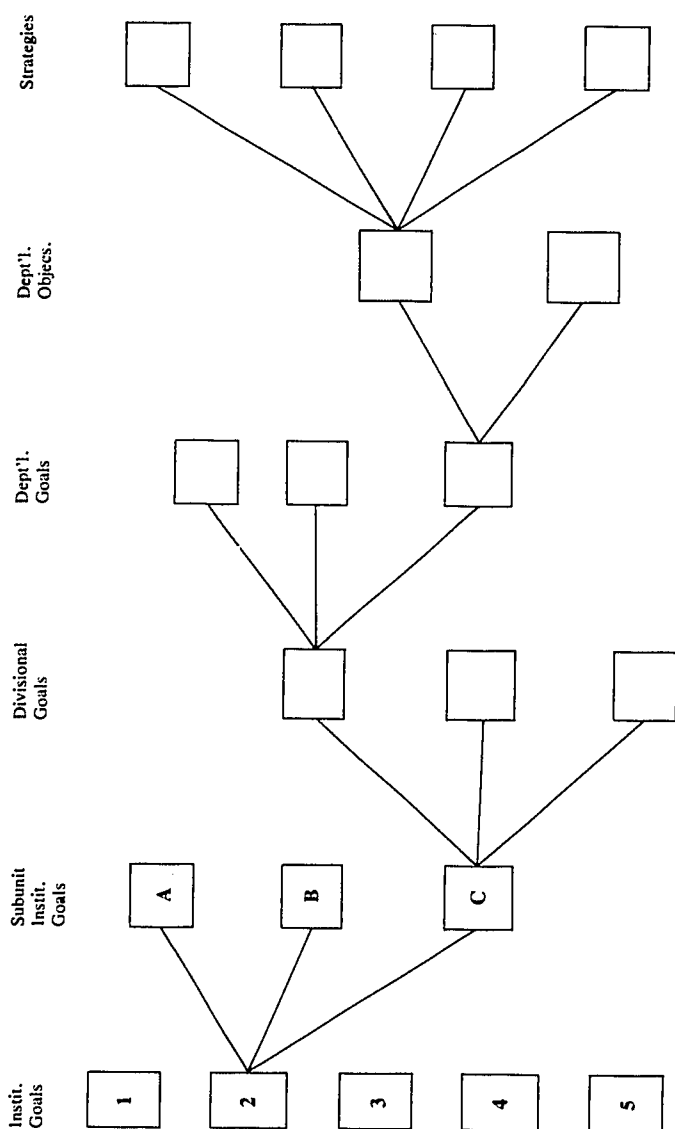 Instit.
Goals
Subunit
Instit.
Goals
Divisional
Goals
Dept'l.
Goals
Dept'l.
Objecs.
Strategies
1
2
3
4
5
A
B
C